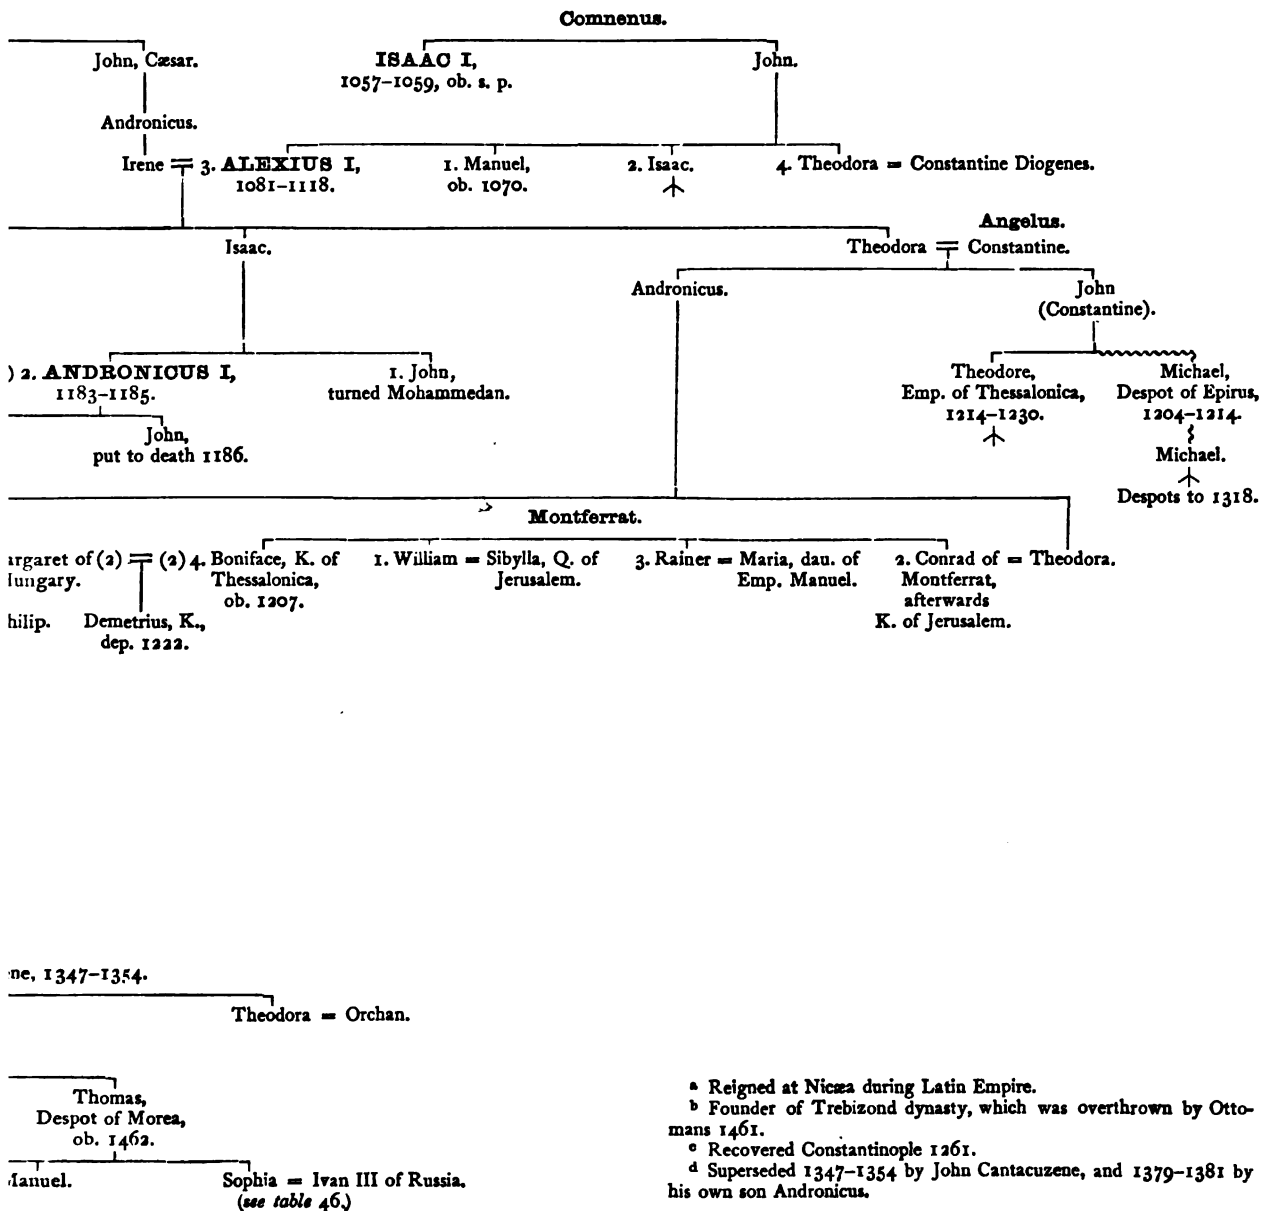 Comnenus.
John, Cæsar. ISAAC I, John.
1057–1059, ob. s. p.
Andronicus.
Irene = 3. ALEXIUS I, 1. Manuel, 2. Isaac. 4. Theodora = Constantine Diogenes.
1081–1118. ob. 1070.
Angelus.
Isaac. Theodora = Constantine.
Andronicus. John
(Constantine).
) 2. ANDRONICUS I, 1. John, Theodore, Michael,
1183–1185. turned Mohammedan. Emp. of Thessalonica, Despot of Epirus,
1214–1230. 1204–1214.
John,
put to death 1186. Michael.
Despots to 1318.
Montferrat.
argaret of (2) = (2) 4. Boniface, K. of 1. William = Sibylla, Q. of 3. Rainer = Maria, dau. of 2. Conrad of = Theodora.
Hungary. Thessalonica, Jerusalem. Emp. Manuel. Montferrat,
ob. 1207. afterwards
hilip. Demetrius, K., K. of Jerusalem.
dep. 1222.
ne, 1347–1354.
Theodora = Orchan.
Thomas,
Despot of Morea,
ob. 1462.
Manuel. Sophia = Ivan III of Russia.
(see table 46.)
a Reigned at Nicæa during Latin Empire.
b Founder of Trebizond dynasty, which was overthrown by Otto-
mans 1461.
c Recovered Constantinople 1261.
d Superseded 1347–1354 by John Cantacuzene, and 1379–1381 by
his own son Andronicus.